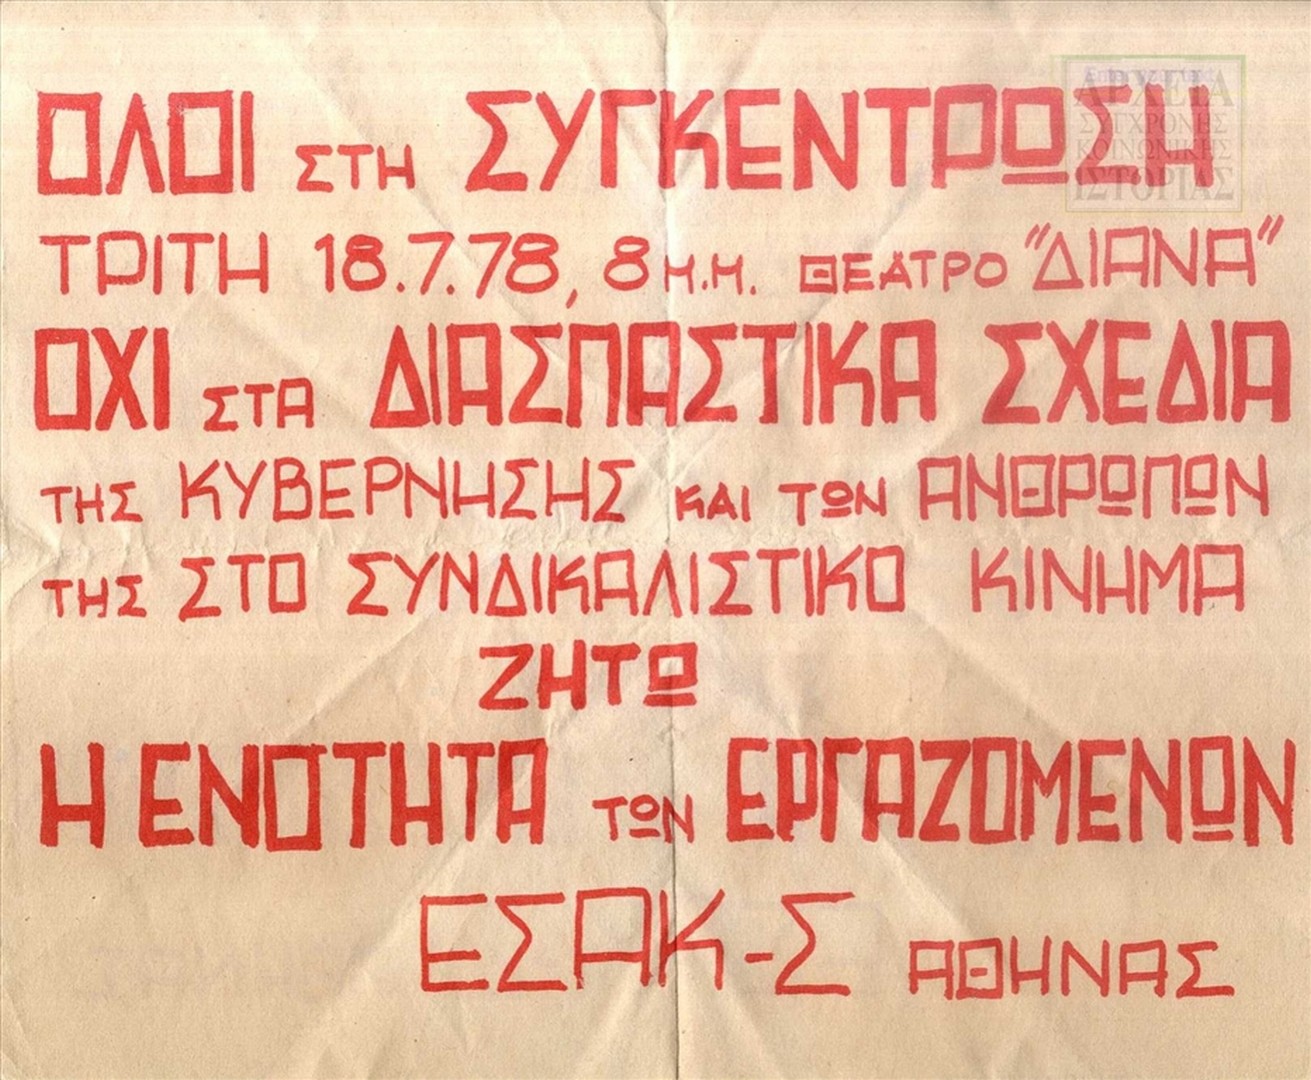 ΟΛΟΙ ΣΤΗ ΣΥΓΚΕΝΤΡΩΣΗ
ΤΡΙΤΗ 18.7.78, 8 Μ.Μ. ΘΕΑΤΡΟ "ΔΙΑΝΑ"
ΟΧΙ ΣΤΑ ΔΙΑΣΠΑΣΤΙΚΑ ΣΧΕΔΙΑ
ΤΗΣ ΚΥΒΕΡΝΗΣΗΣ ΚΑΙ ΤΩΝ ΑΝΘΡΩΠΩΝ
ΤΗΣ ΣΤΟ ΣΥΝΔΙΚΑΛΙΣΤΙΚΟ ΚΙΝΗΜΑ
ΖΗΤΩ
Η ΕΝΟΤΗΤΑ ΤΩΝ ΕΡΓΑΖΟΜΕΝΩΝ
ΕΣΑΚ-Σ ΑΘΗΝΑΣ
ΑΡΧΕΙΑ
ΣΥΓΧΡΟΝΗΣ
ΚΟΙΝΩΝΙΚΗΣ
ΙΣΤΟΡΙΑΣ